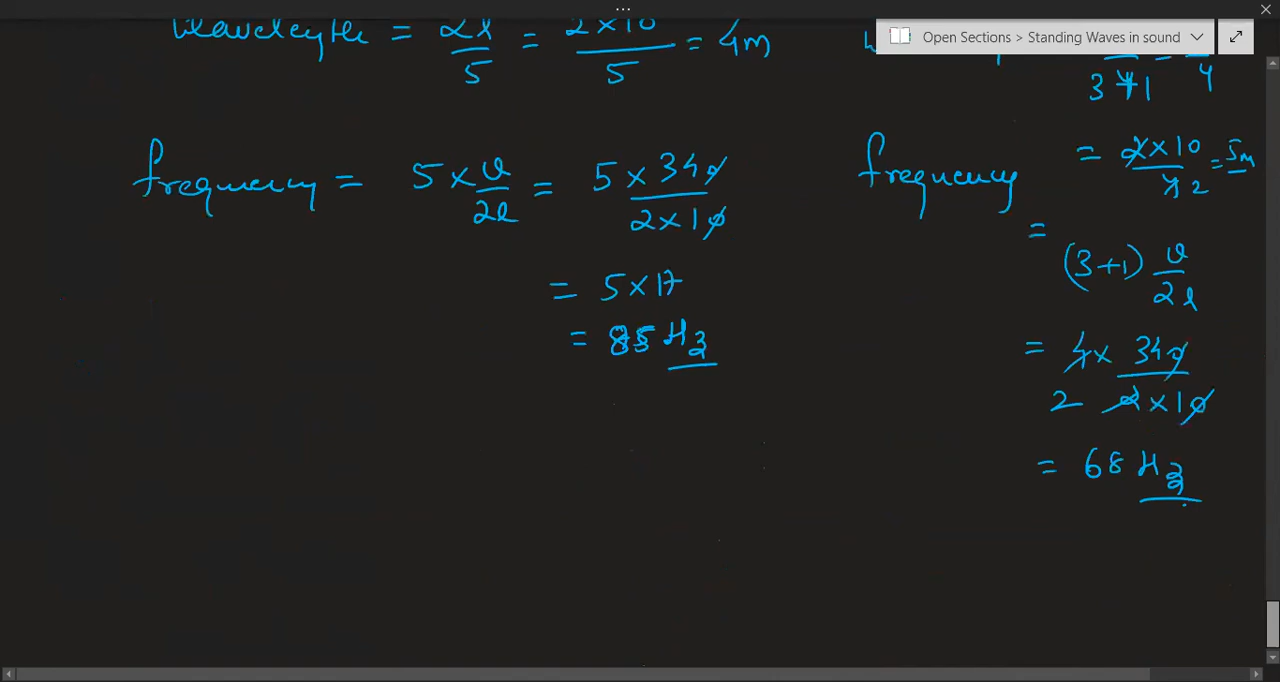 Open Sections > Standing Waves in sound
Wavelength = 2l/5 = 2×10/5 = 4m
frequency = 5×v/2l = 5×340/2×10
= 5×17
= 85 Hz
3+1 = 4
= 2×10/4 2 = 5m
frequency
=
(3+1) v/2l
= 4× 340
2 2×10
= 68 Hz